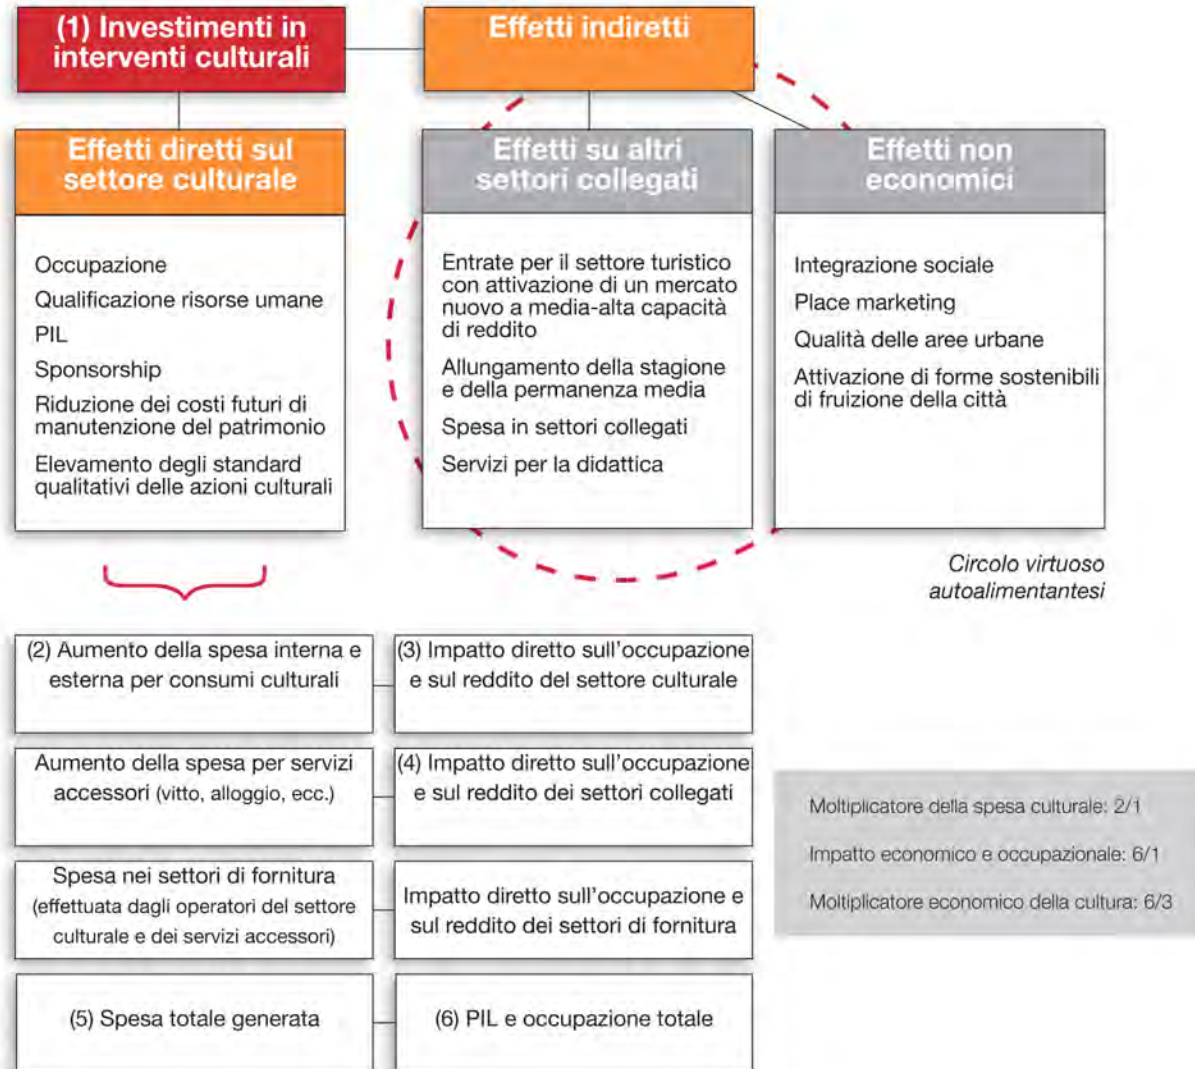 (1) Investimenti in
interventi culturali
Effetti indiretti
Effetti diretti sul
settore culturale
Occupazione
Qualificazione risorse umane
PIL
Sponsorship
Riduzione dei costi futuri di
manutenzione del patrimonio
Elevamento degli standard
qualitativi delle azioni culturali
Effetti su altri
settori collegati
Entrate per il settore turistico
con attivazione di un mercato
nuovo a media-alta capacità
di reddito
Allungamento della stagione
e della permanenza media
Spesa in settori collegati
Servizi per la didattica
Effetti non
economici
Integrazione sociale
Place marketing
Qualità delle aree urbane
Attivazione di forme sostenibili
di fruizione della città
Circolo virtuoso
autoalimentantesi
(2) Aumento della spesa interna e
esterna per consumi culturali
(3) Impatto diretto sull'occupazione
e sul reddito del settore culturale
Aumento della spesa per servizi
accessori (vitto, alloggio, ecc.)
(4) Impatto diretto sull'occupazione
e sul reddito dei settori collegati
Spesa nei settori di fornitura
(effettuata dagli operatori del settore
culturale e dei servizi accessori)
Impatto diretto sull'occupazione e
sul reddito dei settori di fornitura
(5) Spesa totale generata
(6) PIL e occupazione totale
Moltiplicatore della spesa culturale: 2/1
Impatto economico e occupazionale: 6/1
Moltiplicatore economico della cultura: 6/3